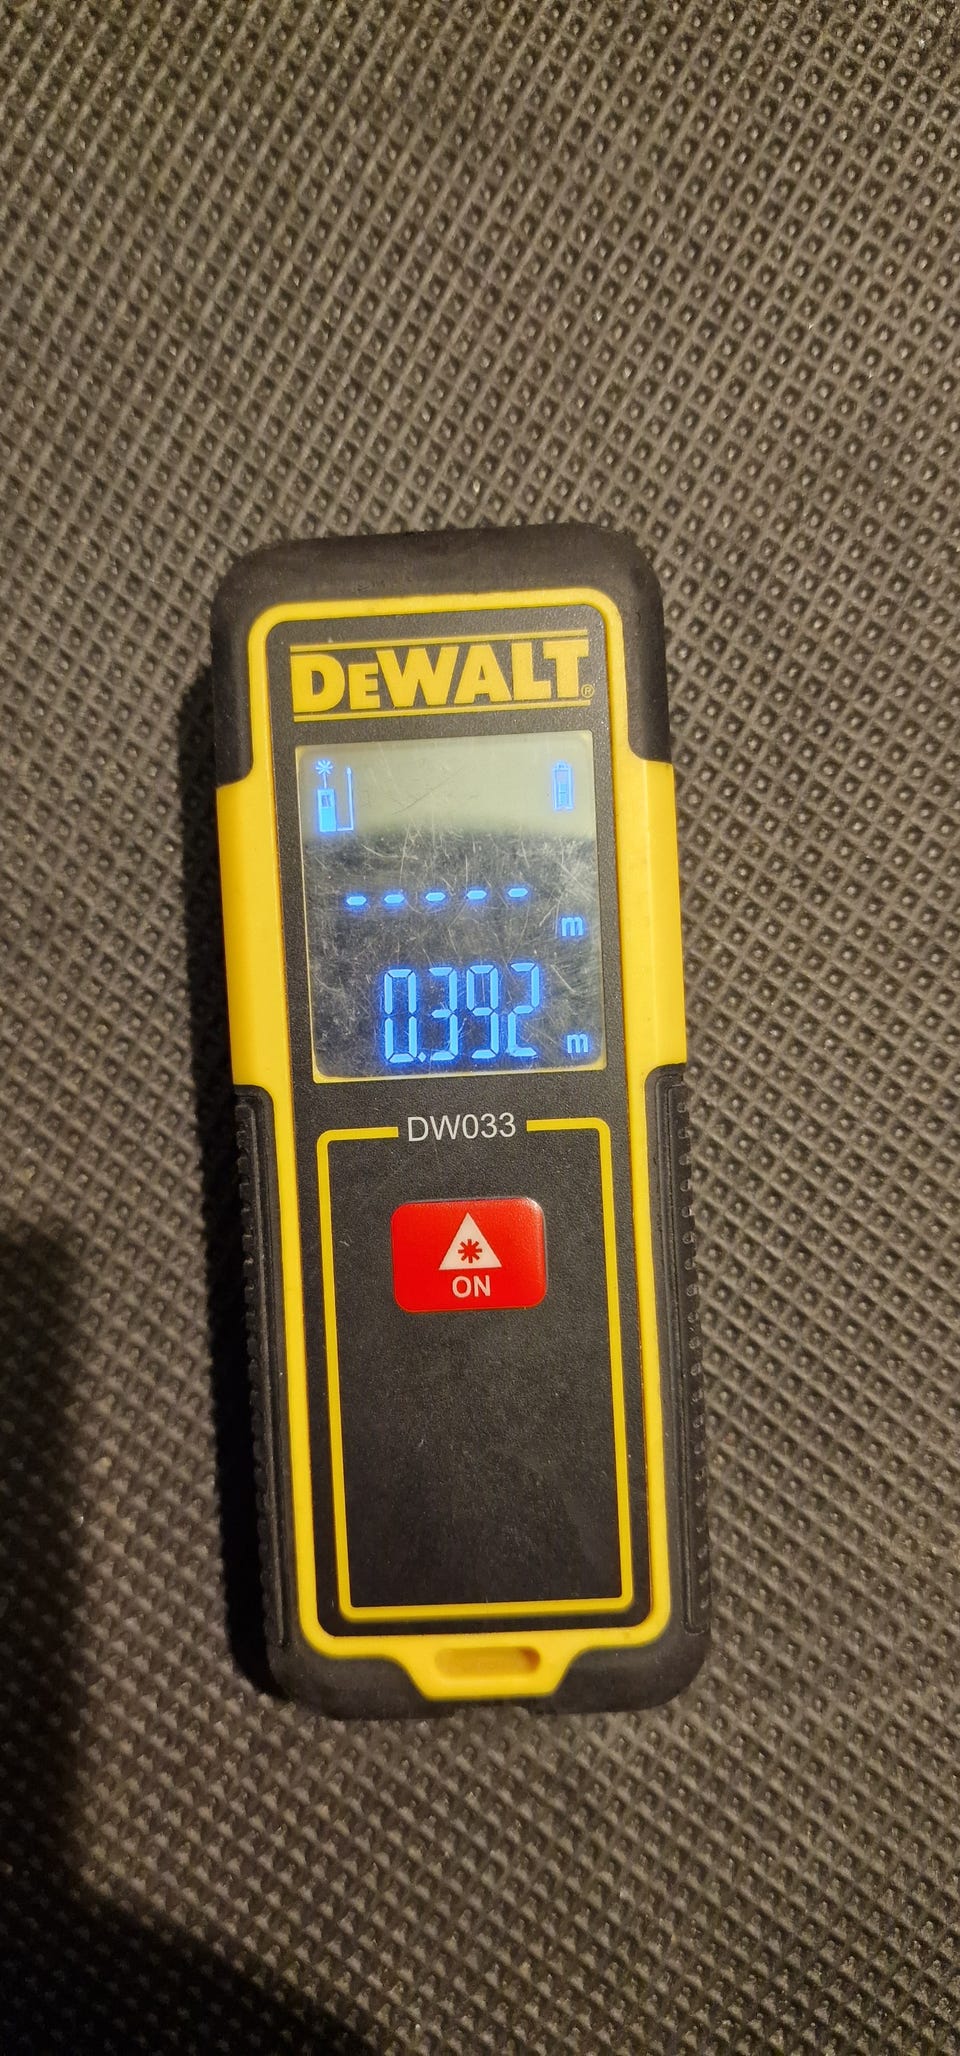 DeWALT®
- - - - - m
0.392 m
DW033
ON